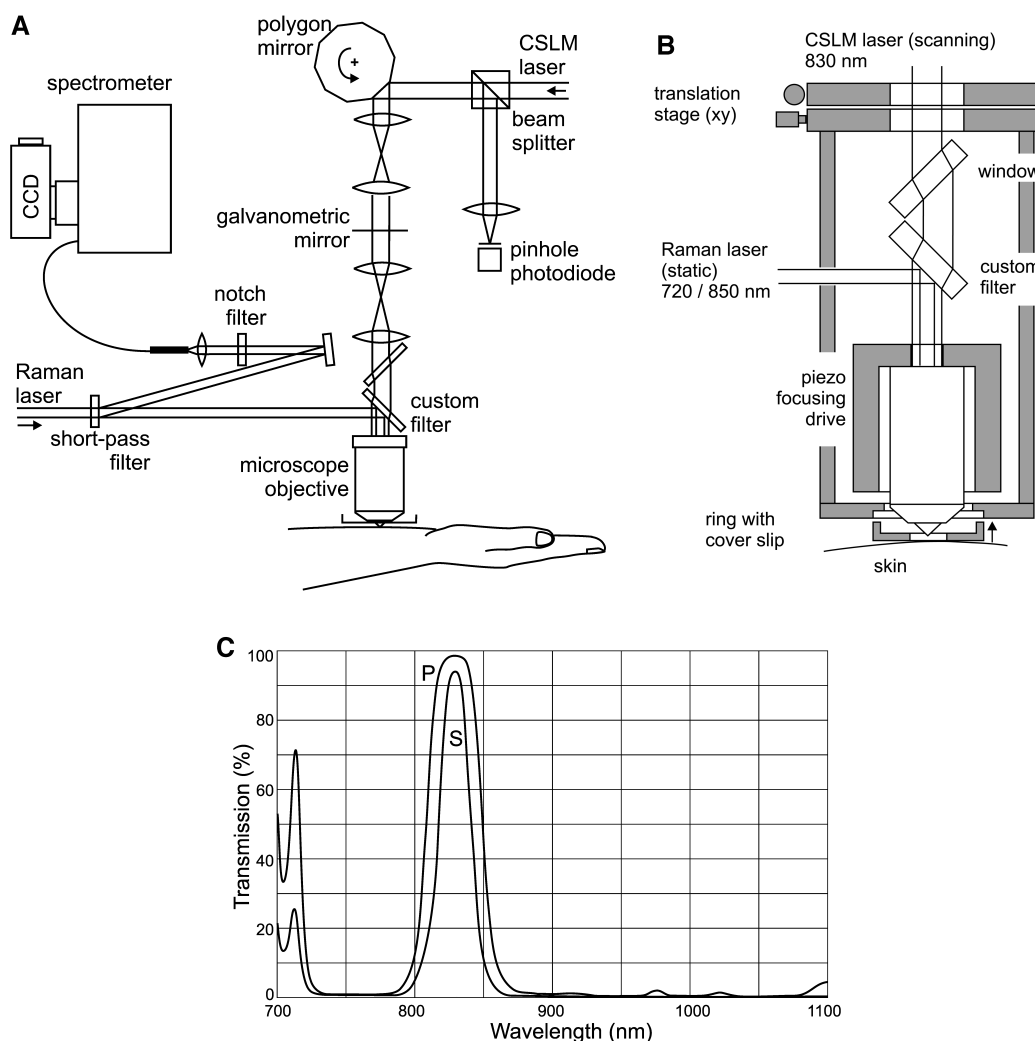 A
polygon
mirror
CSLM
laser
spectrometer
beam
splitter
CCD
galvanometric
mirror
pinhole
photodiode
notch
filter
Raman
laser
custom
filter
short-pass
filter
microscope
objective
B
CSLM laser (scanning)
830 nm
translation
stage (xy)
window
Raman laser
(static)
720 / 850 nm
custom
filter
piezo
focusing
drive
ring with
cover slip
skin
C
100
80
60
40
20
0
Transmission (%)
P
S
700
800
900
1000
1100
Wavelength (nm)